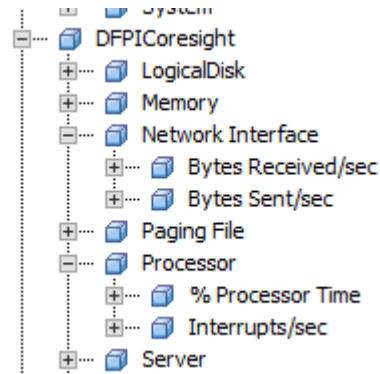 System
DFPICoresight
LogicalDisk
Memory
Network Interface
Bytes Received/sec
Bytes Sent/sec
Paging File
Processor
% Processor Time
Interrupts/sec
Server